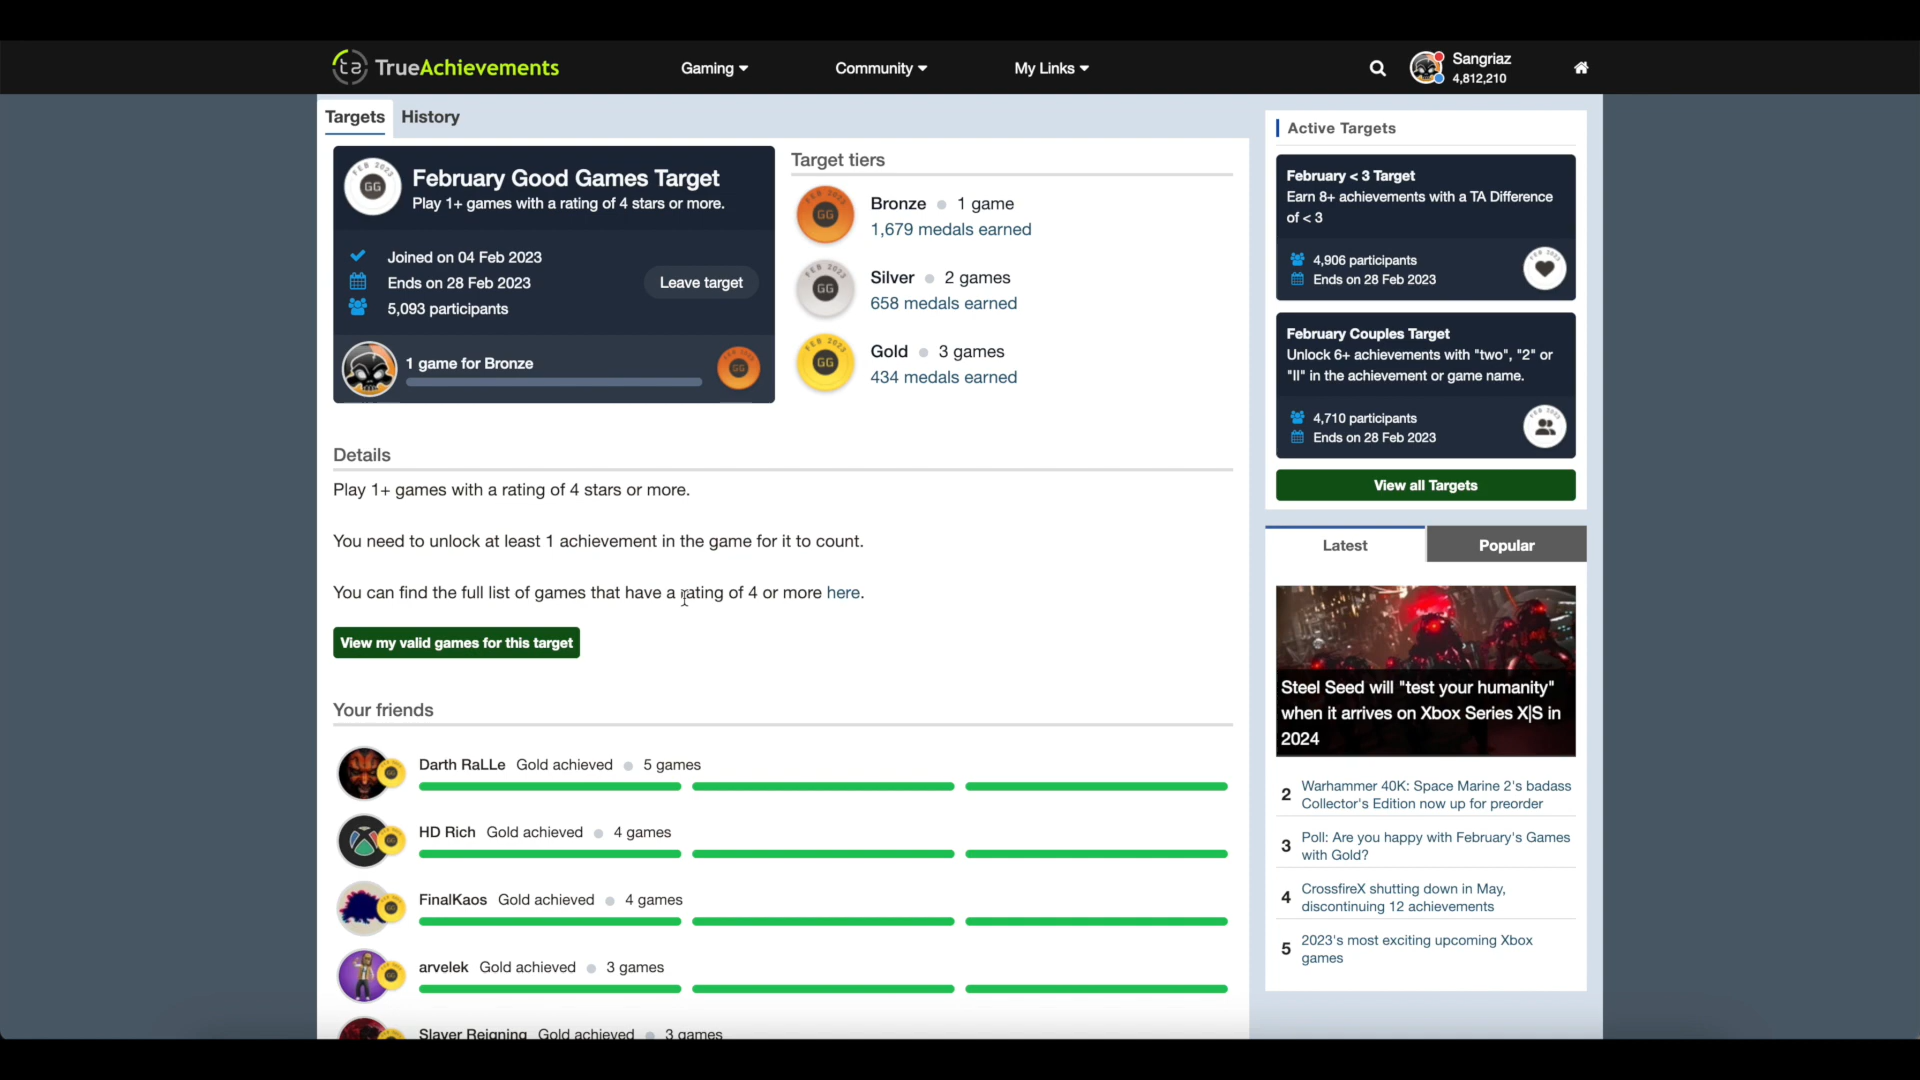 TrueAchievements
Gaming
Community
My Links
Sangriaz
4,812,210
Targets
History
FEB 2023
GG
February Good Games Target
Play 1+ games with a rating of 4 stars or more.
Joined on 04 Feb 2023
Ends on 28 Feb 2023
5,093 participants
Leave target
1 game for Bronze
Target tiers
FEB 2023
GG
Bronze 1 game
1,679 medals earned
FEB 2023
GG
Silver 2 games
658 medals earned
FEB 2023
GG
Gold 3 games
434 medals earned
Details
Play 1+ games with a rating of 4 stars or more.
You need to unlock at least 1 achievement in the game for it to count.
You can find the full list of games that have a rating of 4 or more here.
View my valid games for this target
Your friends
Darth RaLLe Gold achieved 5 games
HD Rich Gold achieved 4 games
FinalKaos Gold achieved 4 games
arvelek Gold achieved 3 games
Slayer Reigning Gold achieved 3 games
Active Targets
February < 3 Target
Earn 8+ achievements with a TA Difference
of < 3
4,906 participants
Ends on 28 Feb 2023
February Couples Target
Unlock 6+ achievements with "two", "2" or
"II" in the achievement or game name.
4,710 participants
Ends on 28 Feb 2023
View all Targets
Latest
Popular
Steel Seed will "test your humanity"
when it arrives on Xbox Series X|S in
2024
2 Warhammer 40K: Space Marine 2's badass
Collector's Edition now up for preorder
3 Poll: Are you happy with February's Games
with Gold?
4 CrossfireX shutting down in May,
discontinuing 12 achievements
5 2023's most exciting upcoming Xbox
games